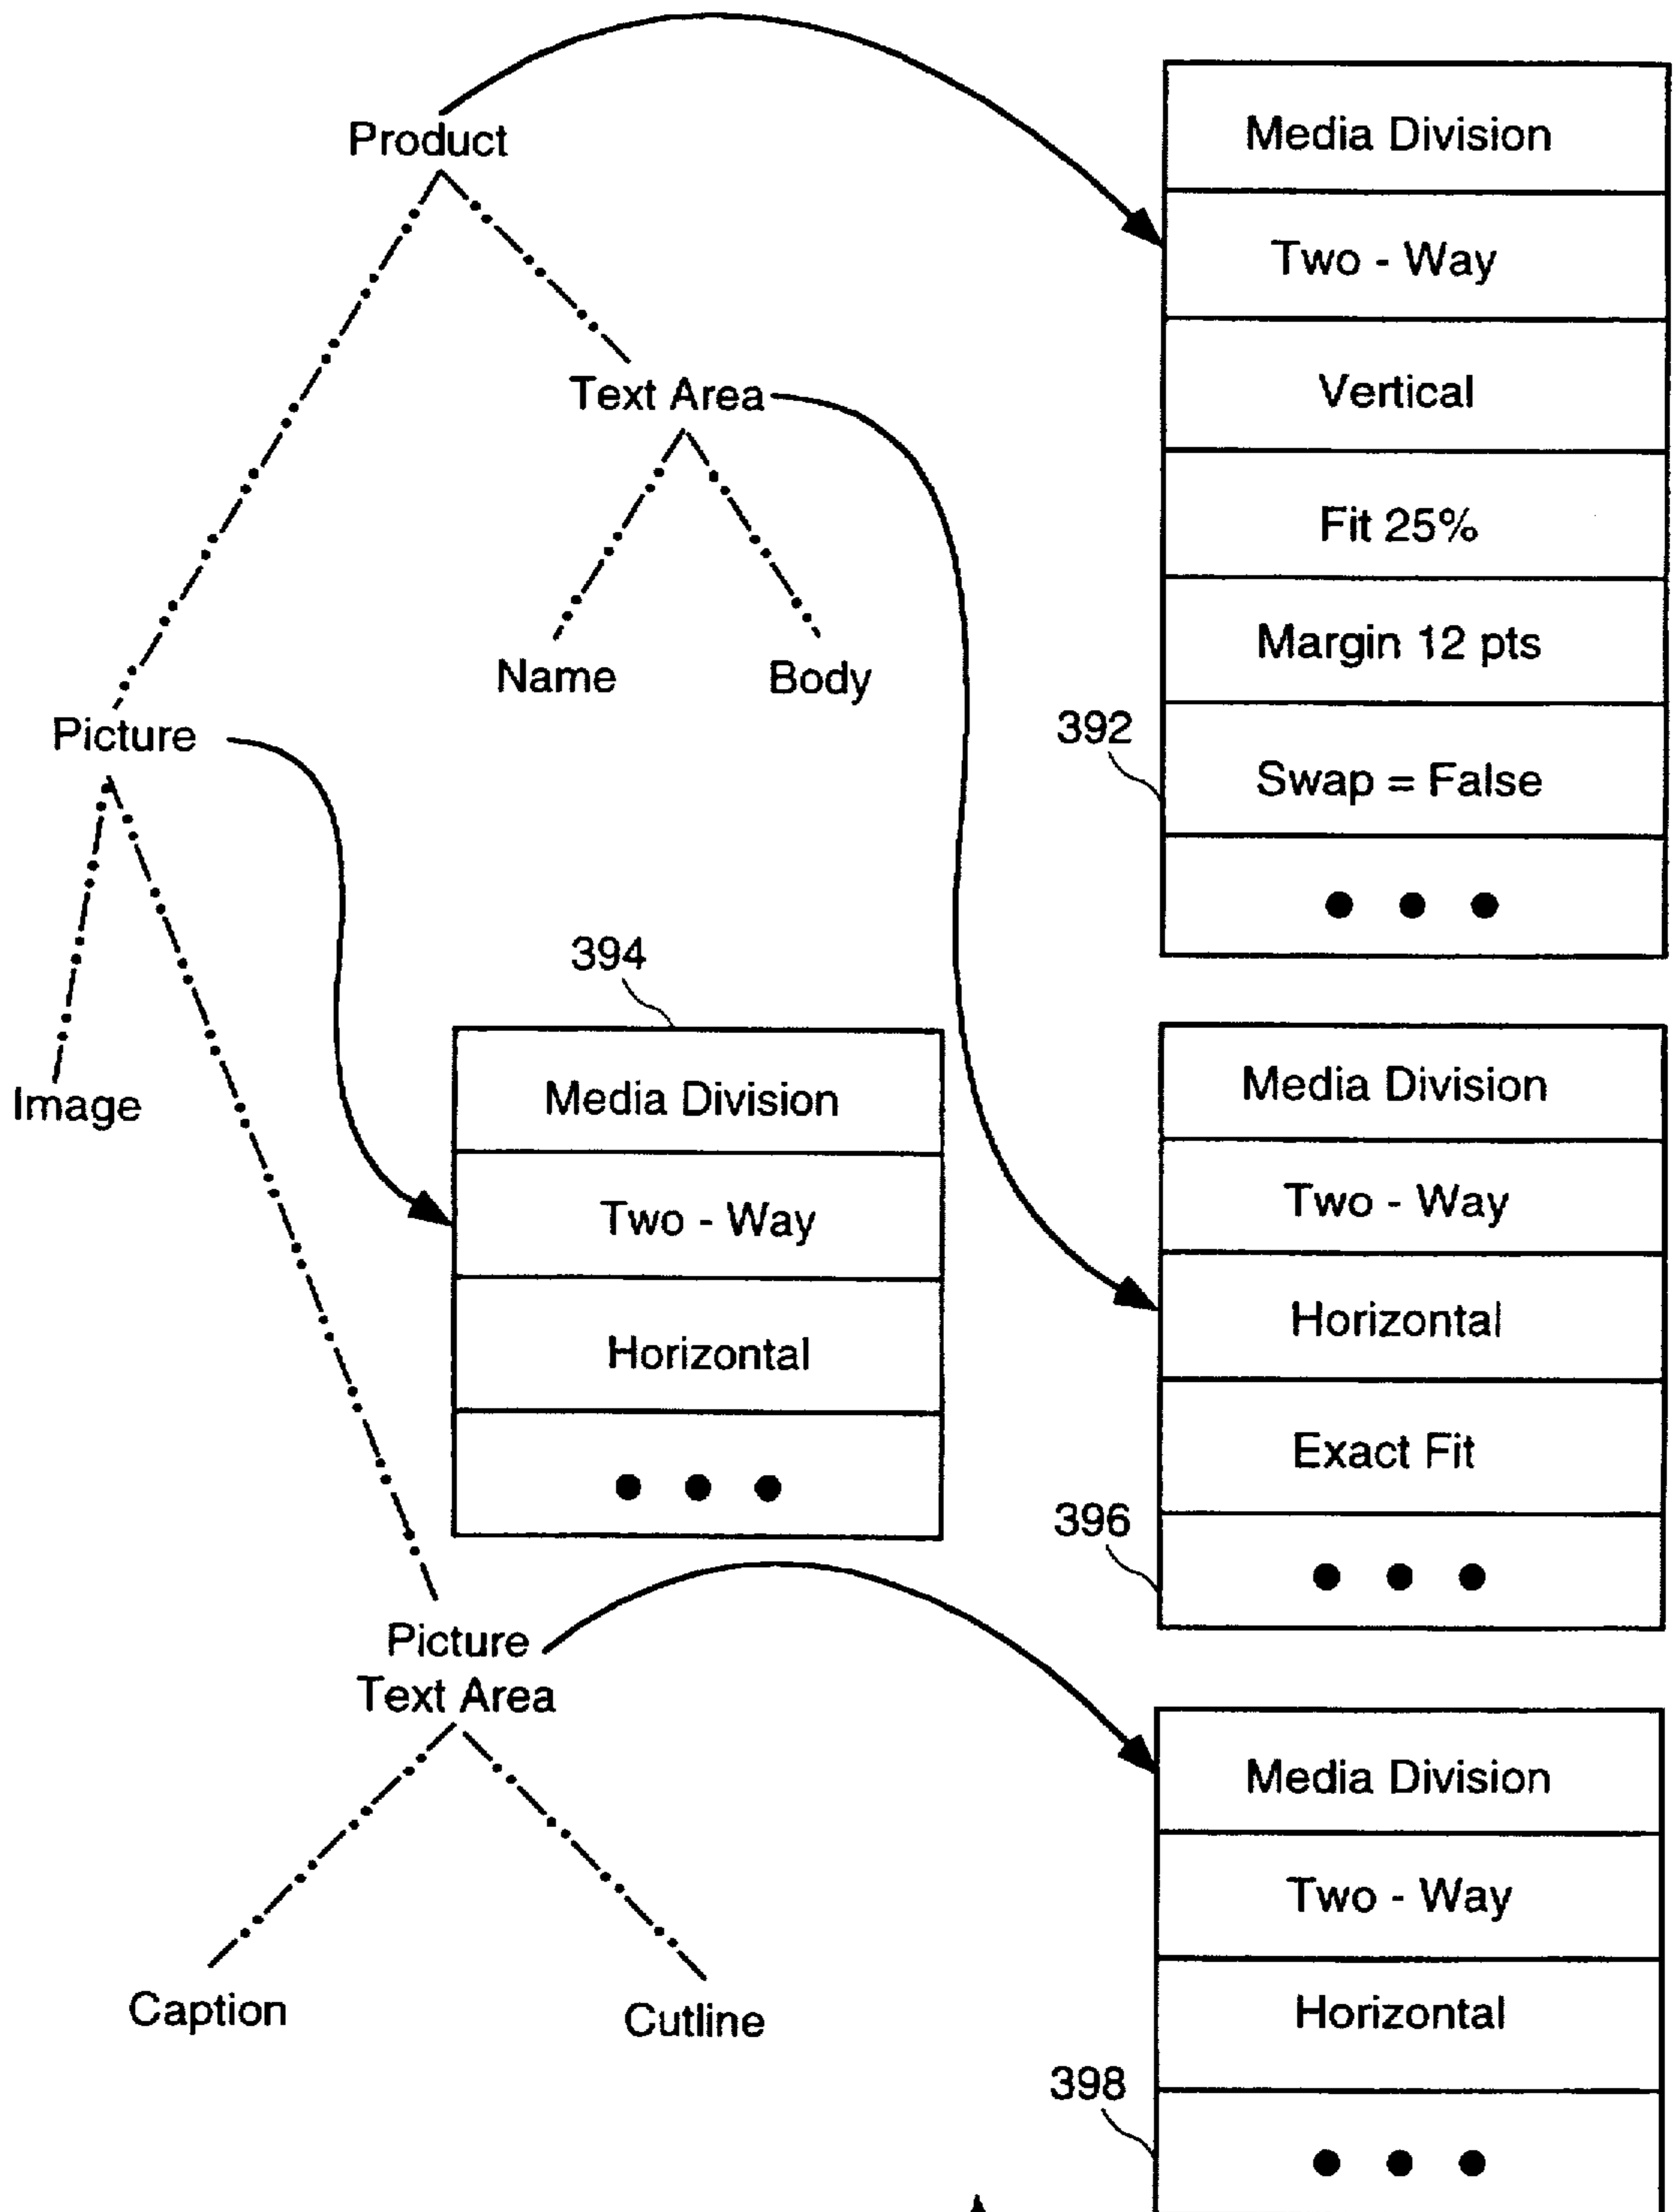 Product
Media Division
Two - Way
Vertical
Fit 25%
Margin 12 pts
Swap = False
392
Text Area
Name
Body
Picture
Image
394
Media Division
Two - Way
Horizontal
Media Division
Two - Way
Horizontal
Exact Fit
396
Picture
Text Area
Caption
Cutline
Media Division
Two - Way
Horizontal
398